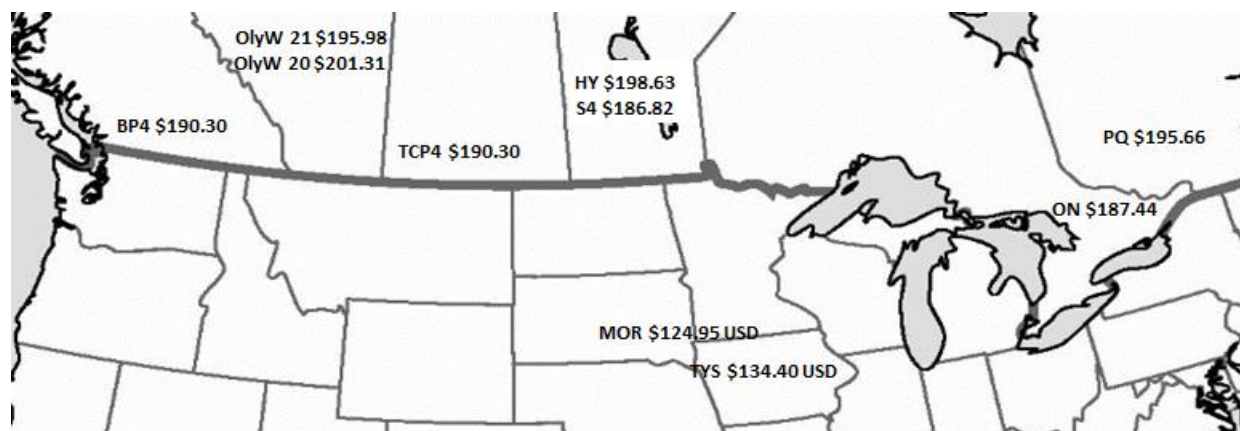 OlyW 21 $195.98
OlyW 20 $201.31
HY $198.63
S4 $186.82
BP4 $190.30
TCP4 $190.30
PQ $195.66
ON $187.44
MOR $124.95 USD
TYS $134.40 USD